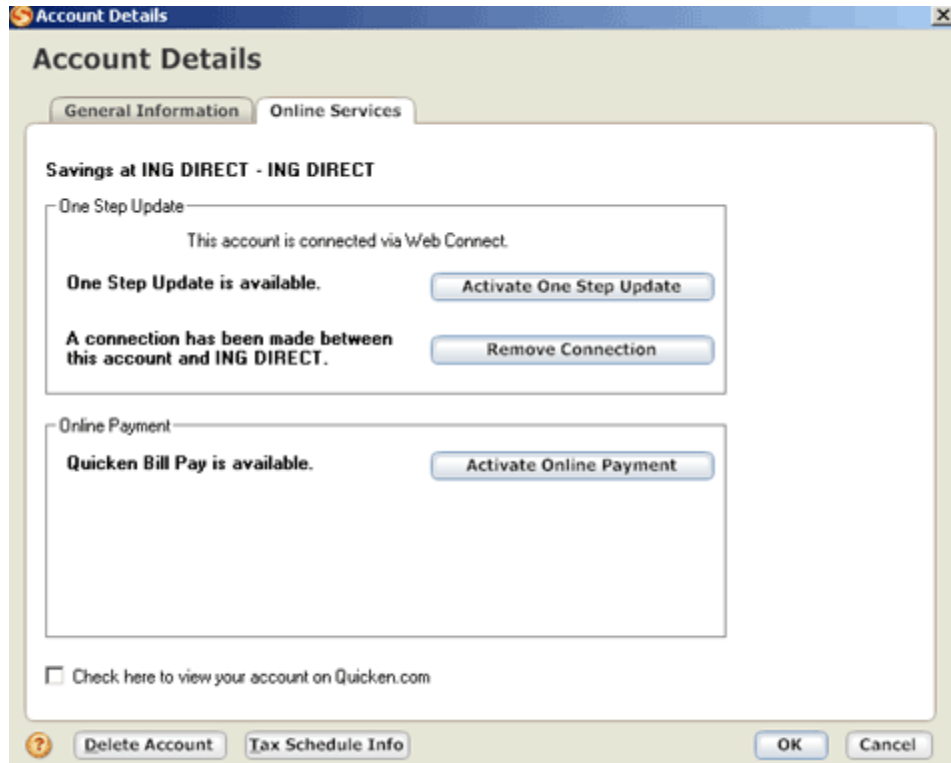 Account Details
Account Details
General Information
Online Services
Savings at ING DIRECT - ING DIRECT
One Step Update
This account is connected via Web Connect.
One Step Update is available.
Activate One Step Update
A connection has been made between
this account and ING DIRECT.
Remove Connection
Online Payment
Quicken Bill Pay is available.
Activate Online Payment
Check here to view your account on Quicken.com
?
Delete Account
Tax Schedule Info
OK
Cancel